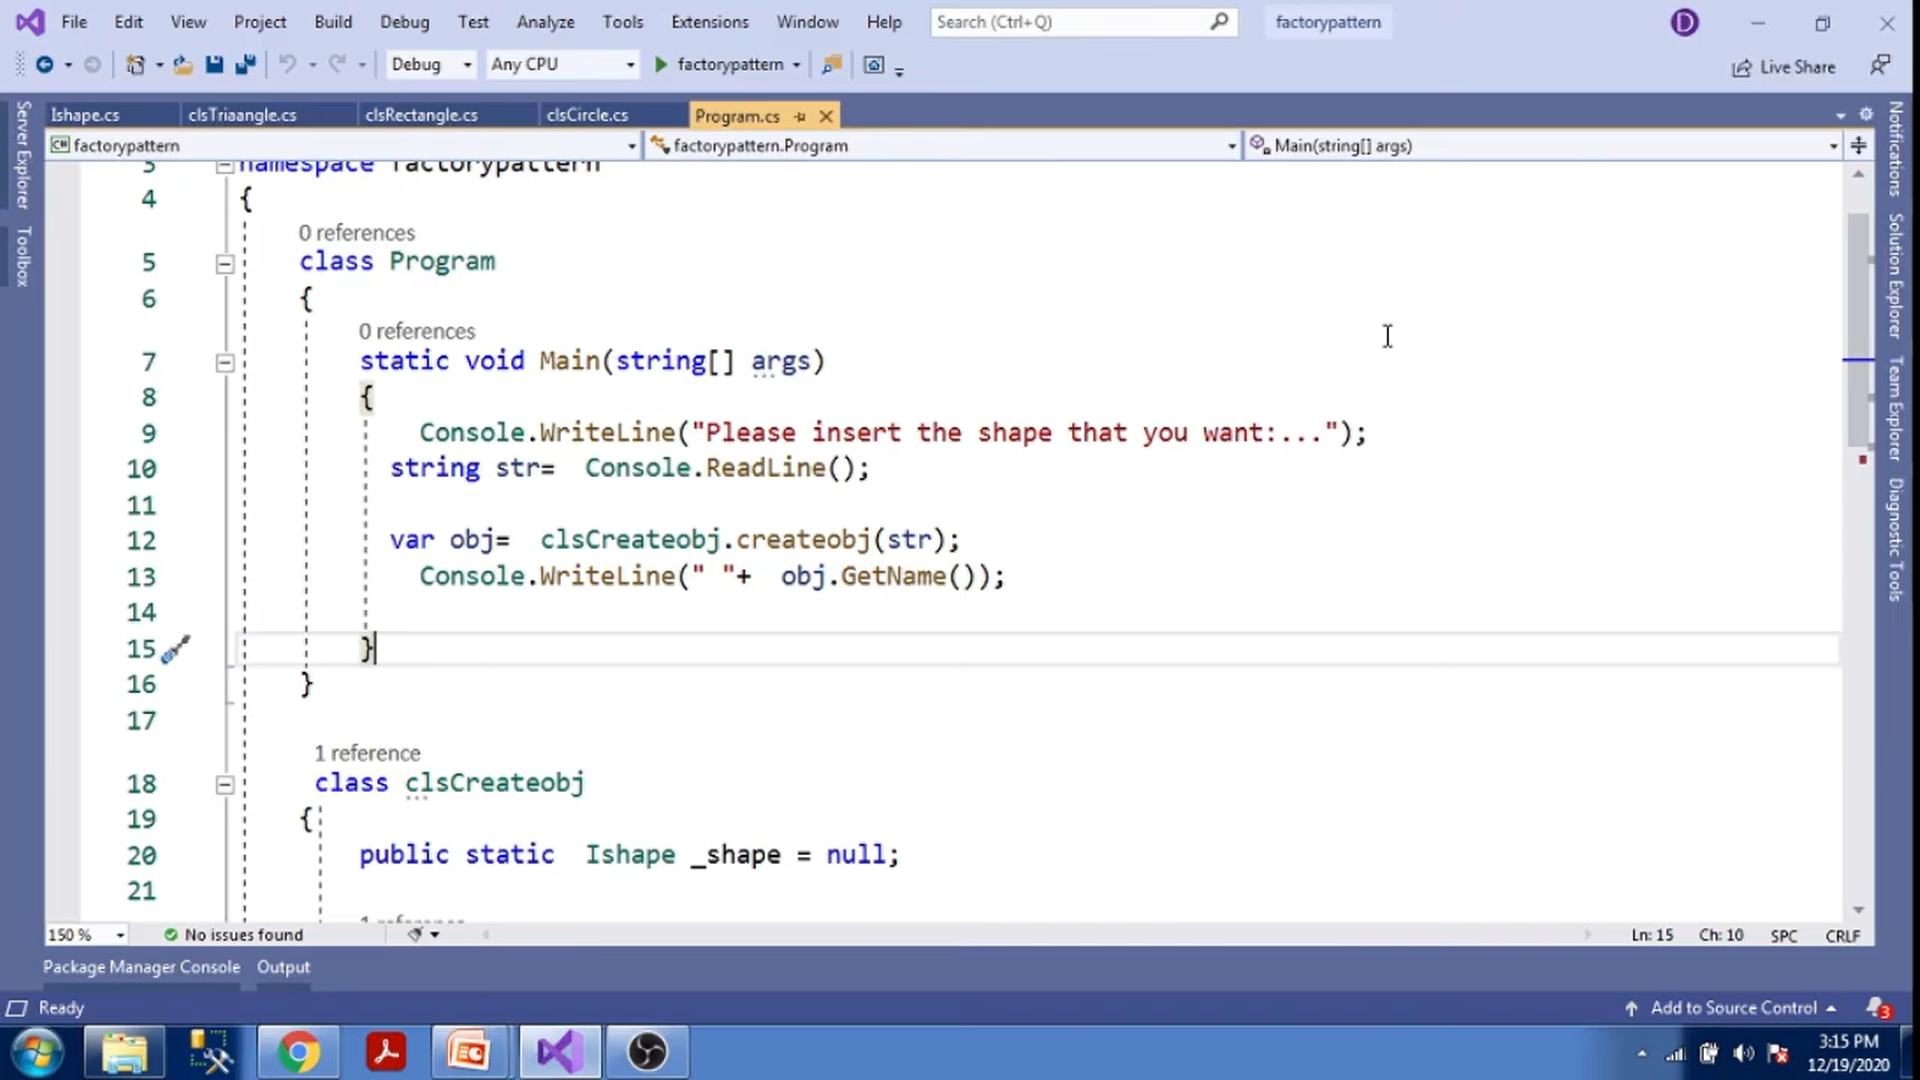 File Edit View Project Build Debug Test Analyze Tools Extensions Window Help Search (Ctrl+Q) factorypattern D
Debug Any CPU factorypattern Live Share
Ishape.cs clsTriaangle.cs clsRectangle.cs clsCircle.cs Program.cs
factorypattern factorypattern.Program Main(string[] args)
Server Explorer
Toolbox
Notifications
Solution Explorer
Team Explorer
Diagnostic Tools
3 namespace factorypattern
4 {
0 references
5 class Program
6 {
0 references
7 static void Main(string[] args)
8 {
9 Console.WriteLine("Please insert the shape that you want:...");
10 string str=  Console.ReadLine();
11
12 var obj=  clsCreateobj.createobj(str);
13 Console.WriteLine(" "+  obj.GetName());
14
15 }
16 }
17
1 reference
18 class clsCreateobj
19 {
20 public static  Ishape _shape = null;
21
1 reference
150 % No issues found Ln: 15 Ch: 10 SPC CRLF
Package Manager Console Output
Ready Add to Source Control 3
3:15 PM
12/19/2020